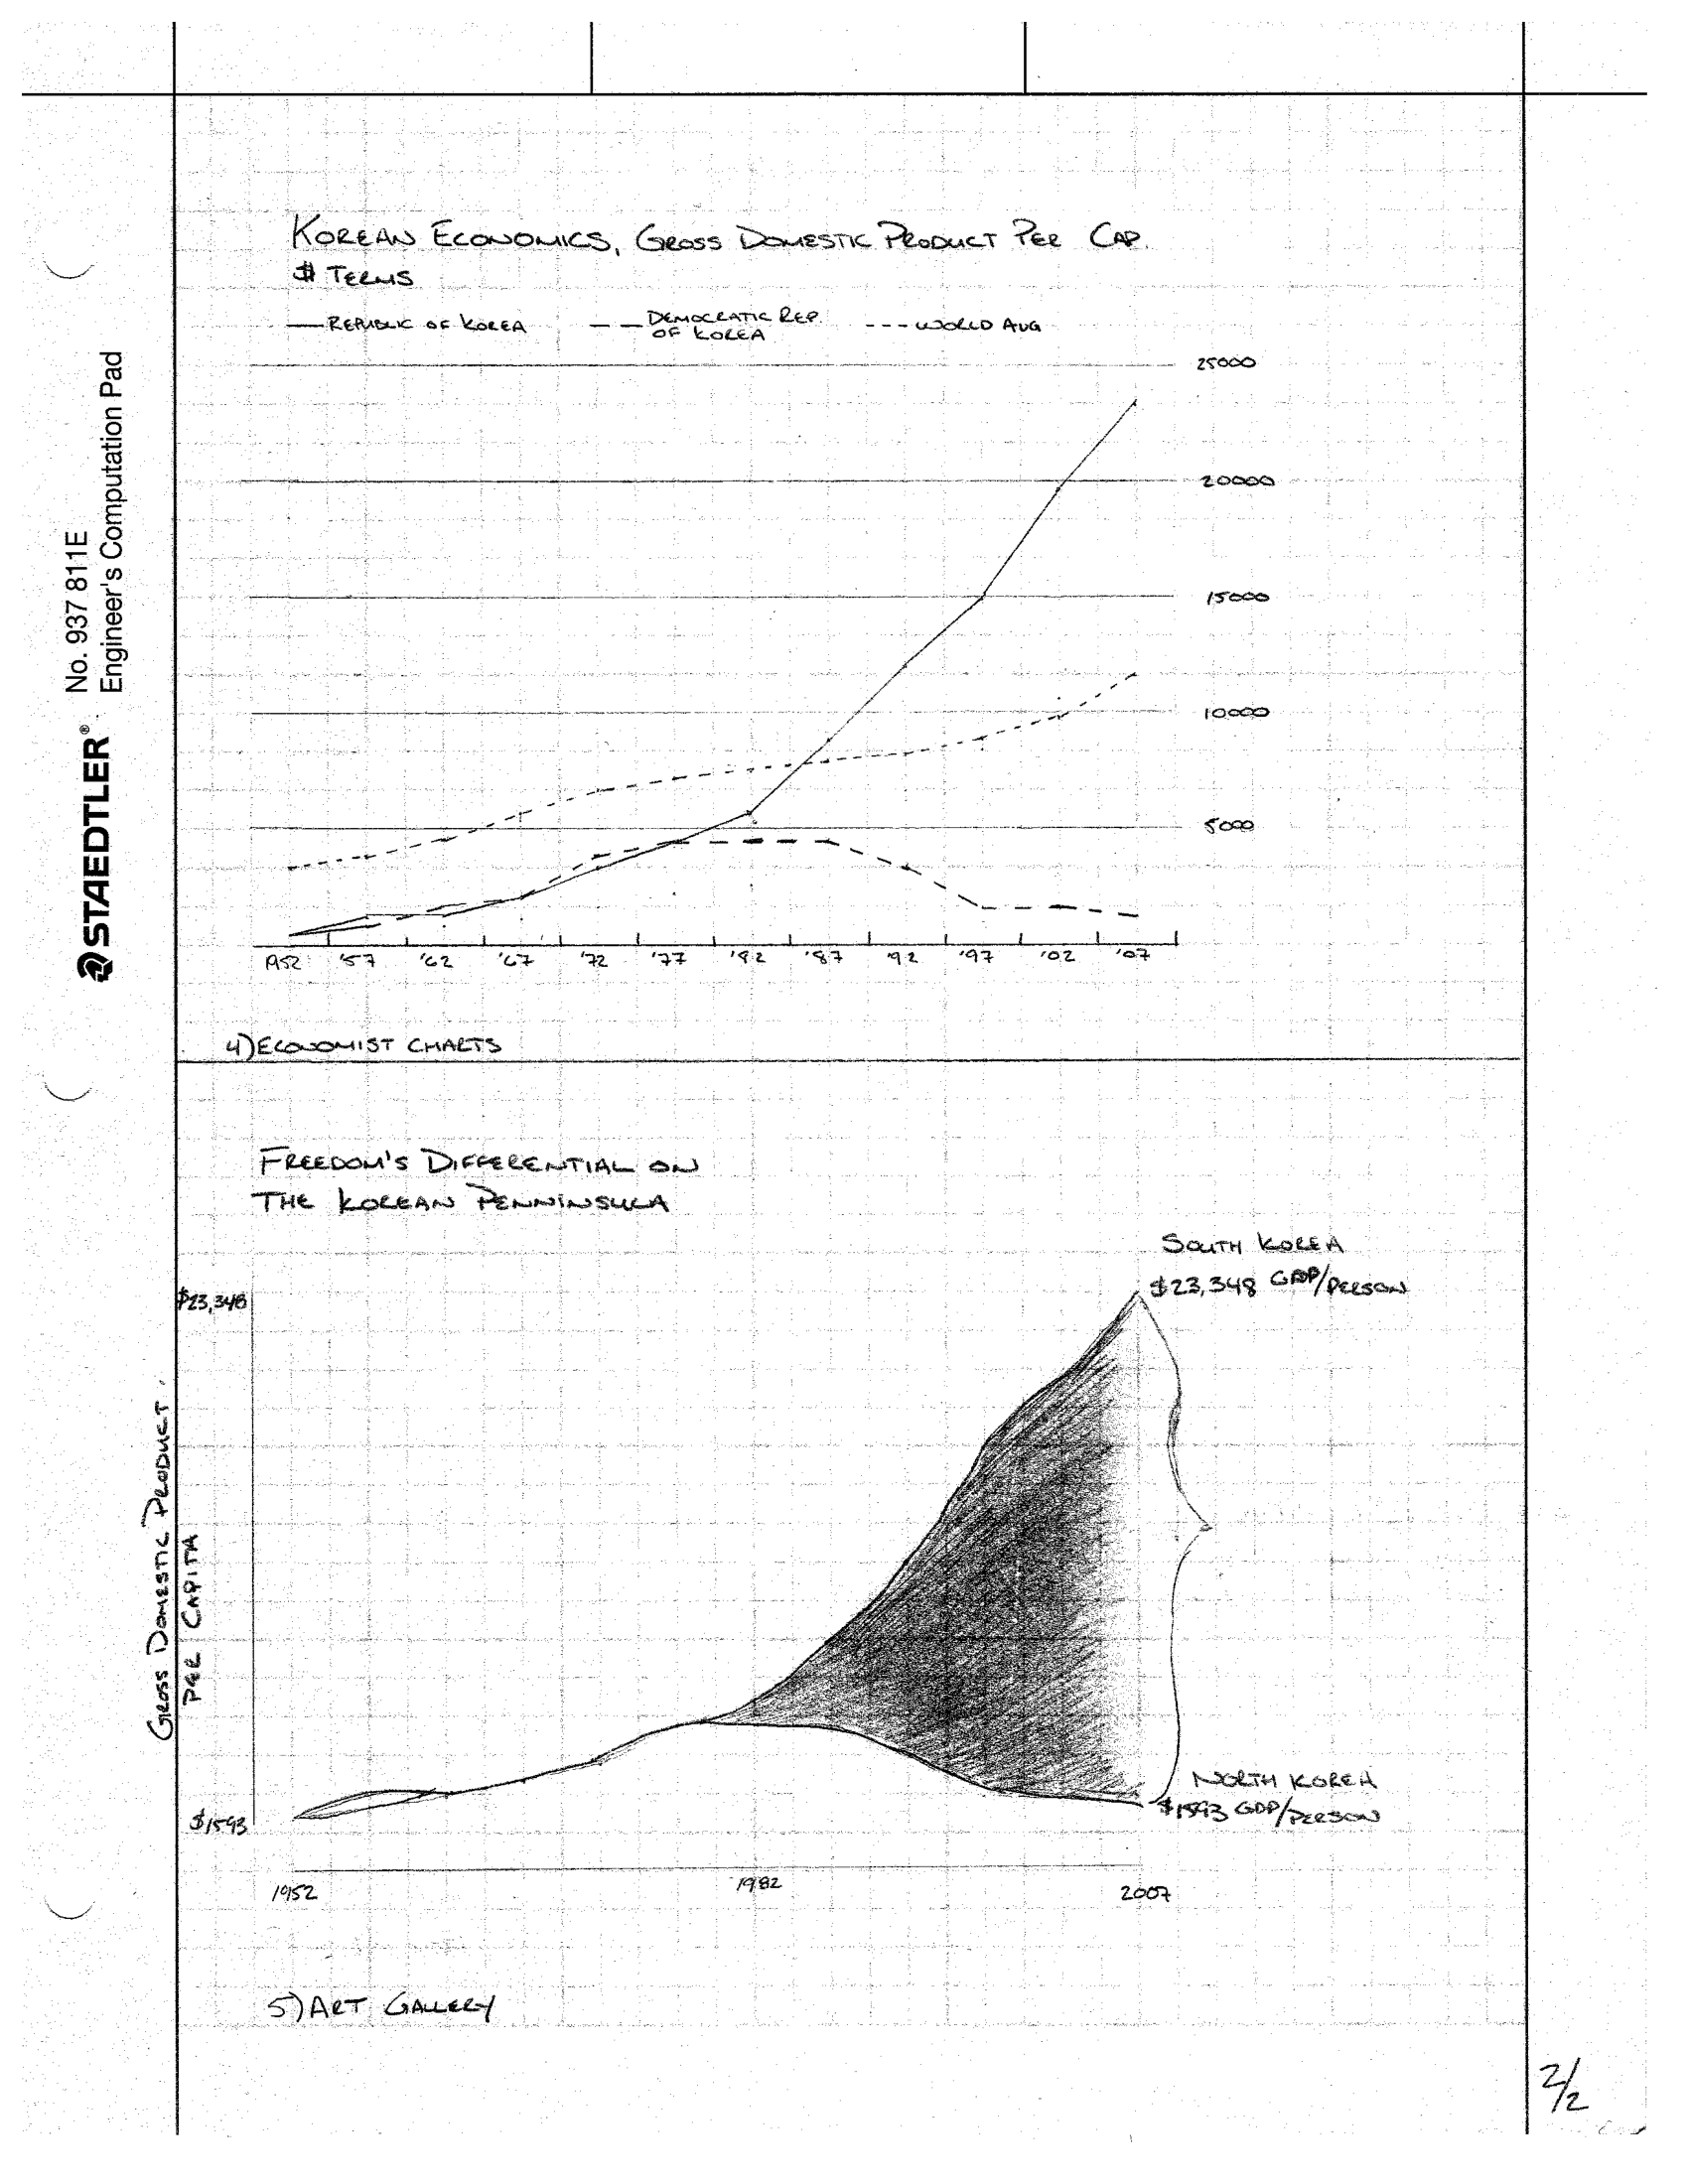 No. 937 811E
Engineer's Computation Pad
STAEDTLER®
KOREAN ECONOMICS, GROSS DOMESTIC PRODUCT PER CAP.
$ TERMS
REPUBLIC OF KOREA
DEMOCRATIC REP.
OF KOREA
WORLD AVG
25000
20000
15000
10000
5000
1952 '57 '62 '67 '72 '77 '82 '87 '92 '97 '02 '07
4) ECONOMIST CHARTS
FREEDOM'S DIFFERENTIAL ON
THE KOREAN PENNINSULA
SOUTH KOREA
$23,348 GDP/PERSON
$23,348
GROSS DOMESTIC PRODUCT
PER CAPITA
NORTH KOREA
$1593 GDP/PERSON
$1593
1952 1982 2007
5) ART GALLERY
2/2